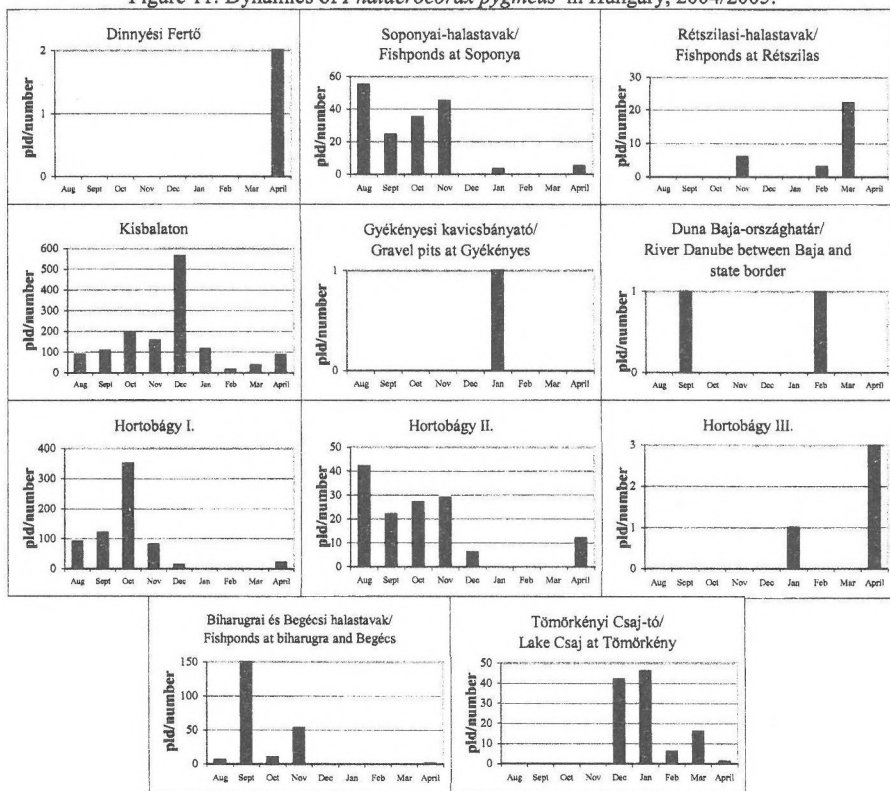 Figure 11. Dynamics of Phalacrocorax pygmeus in Hungary, 2004/2005.
Dinnyési Fertő
pld/number
2
1
0
Aug Sept Oct Nov Dec Jan Feb Mar April
Soponyai-halastavak/
Fishponds at Soponya
pld/number
60
40
20
0
Aug Sept Oct Nov Dec Jan Feb Mar April
Rétszilasi-halastavak/
Fishponds at Rétszilas
pld/number
30
20
10
0
Aug Sept Oct Nov Dec Jan Feb Mar April
Kisbalaton
pld/number
600
500
400
300
200
100
0
Aug Sept Oct Nov Dec Jan Feb Mar April
Gyékényesi kavicsbányató/
Gravel pits at Gyékényes
pld/number
1
0
Aug Sept Oct Nov Dec Jan Feb Mar April
Duna Baja-országhatár/
River Danube between Baja and
state border
pld/number
1
0
Aug Sept Oct Nov Dec Jan Feb Mar April
Hortobágy I.
pld/number
400
300
200
100
0
Aug Sept Oct Nov Dec Jan Feb Mar April
Hortobágy II.
pld/number
50
40
30
20
10
0
Aug Sept Oct Nov Dec Jan Feb Mar April
Hortobágy III.
pld/number
3
2
1
0
Aug Sept Oct Nov Dec Jan Feb Mar April
Biharugrai és Begécsi halastavak/
Fishponds at biharugra and Begécs
pld/number
150
100
50
0
Aug Sept Oct Nov Dec Jan Feb Mar April
Tömörkényi Csaj-tó/
Lake Csaj at Tömörkény
pld/number
50
40
30
20
10
0
Aug Sept Oct Nov Dec Jan Feb Mar April